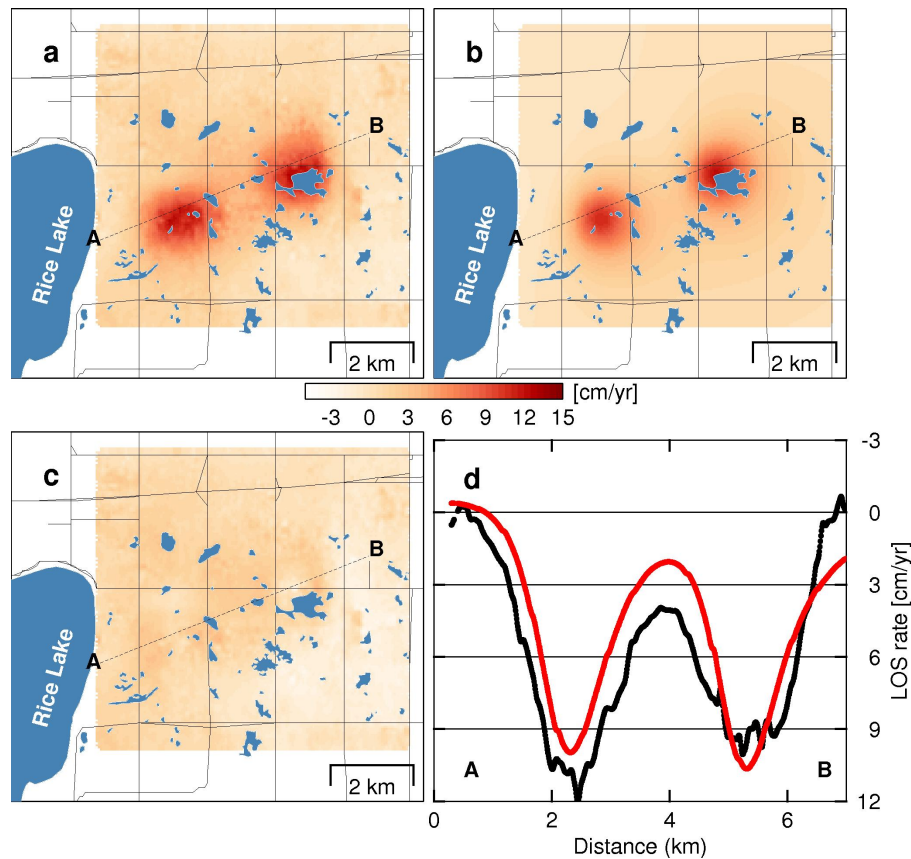 a
B
A
Rice Lake
2 km
b
B
A
Rice Lake
2 km
[cm/yr]
-3 0 3 6 9 12 15
c
B
A
Rice Lake
2 km
d
-3
0
3
6
9
12
LOS rate [cm/yr]
A
B
0 2 4 6
Distance (km)